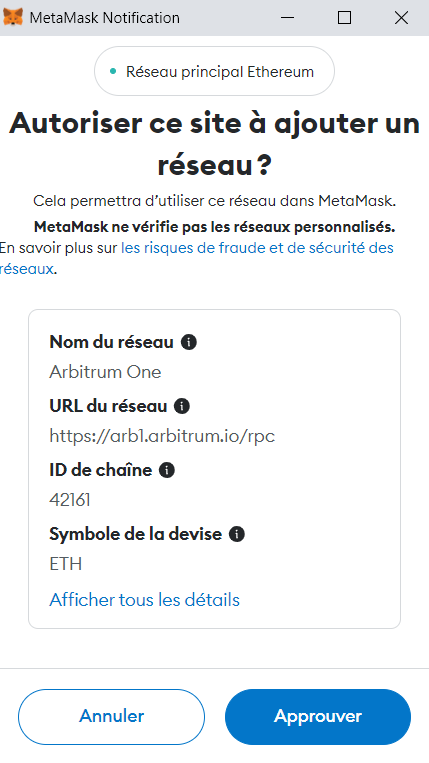 MetaMask Notification
Réseau principal Ethereum
Autoriser ce site à ajouter un
réseau ?
Cela permettra d’utiliser ce réseau dans MetaMask.
MetaMask ne vérifie pas les réseaux personnalisés.
En savoir plus sur les risques de fraude et de sécurité des
réseaux.
Nom du réseau
Arbitrum One
URL du réseau
https://arb1.arbitrum.io/rpc
ID de chaîne
42161
Symbole de la devise
ETH
Afficher tous les détails
Annuler
Approuver